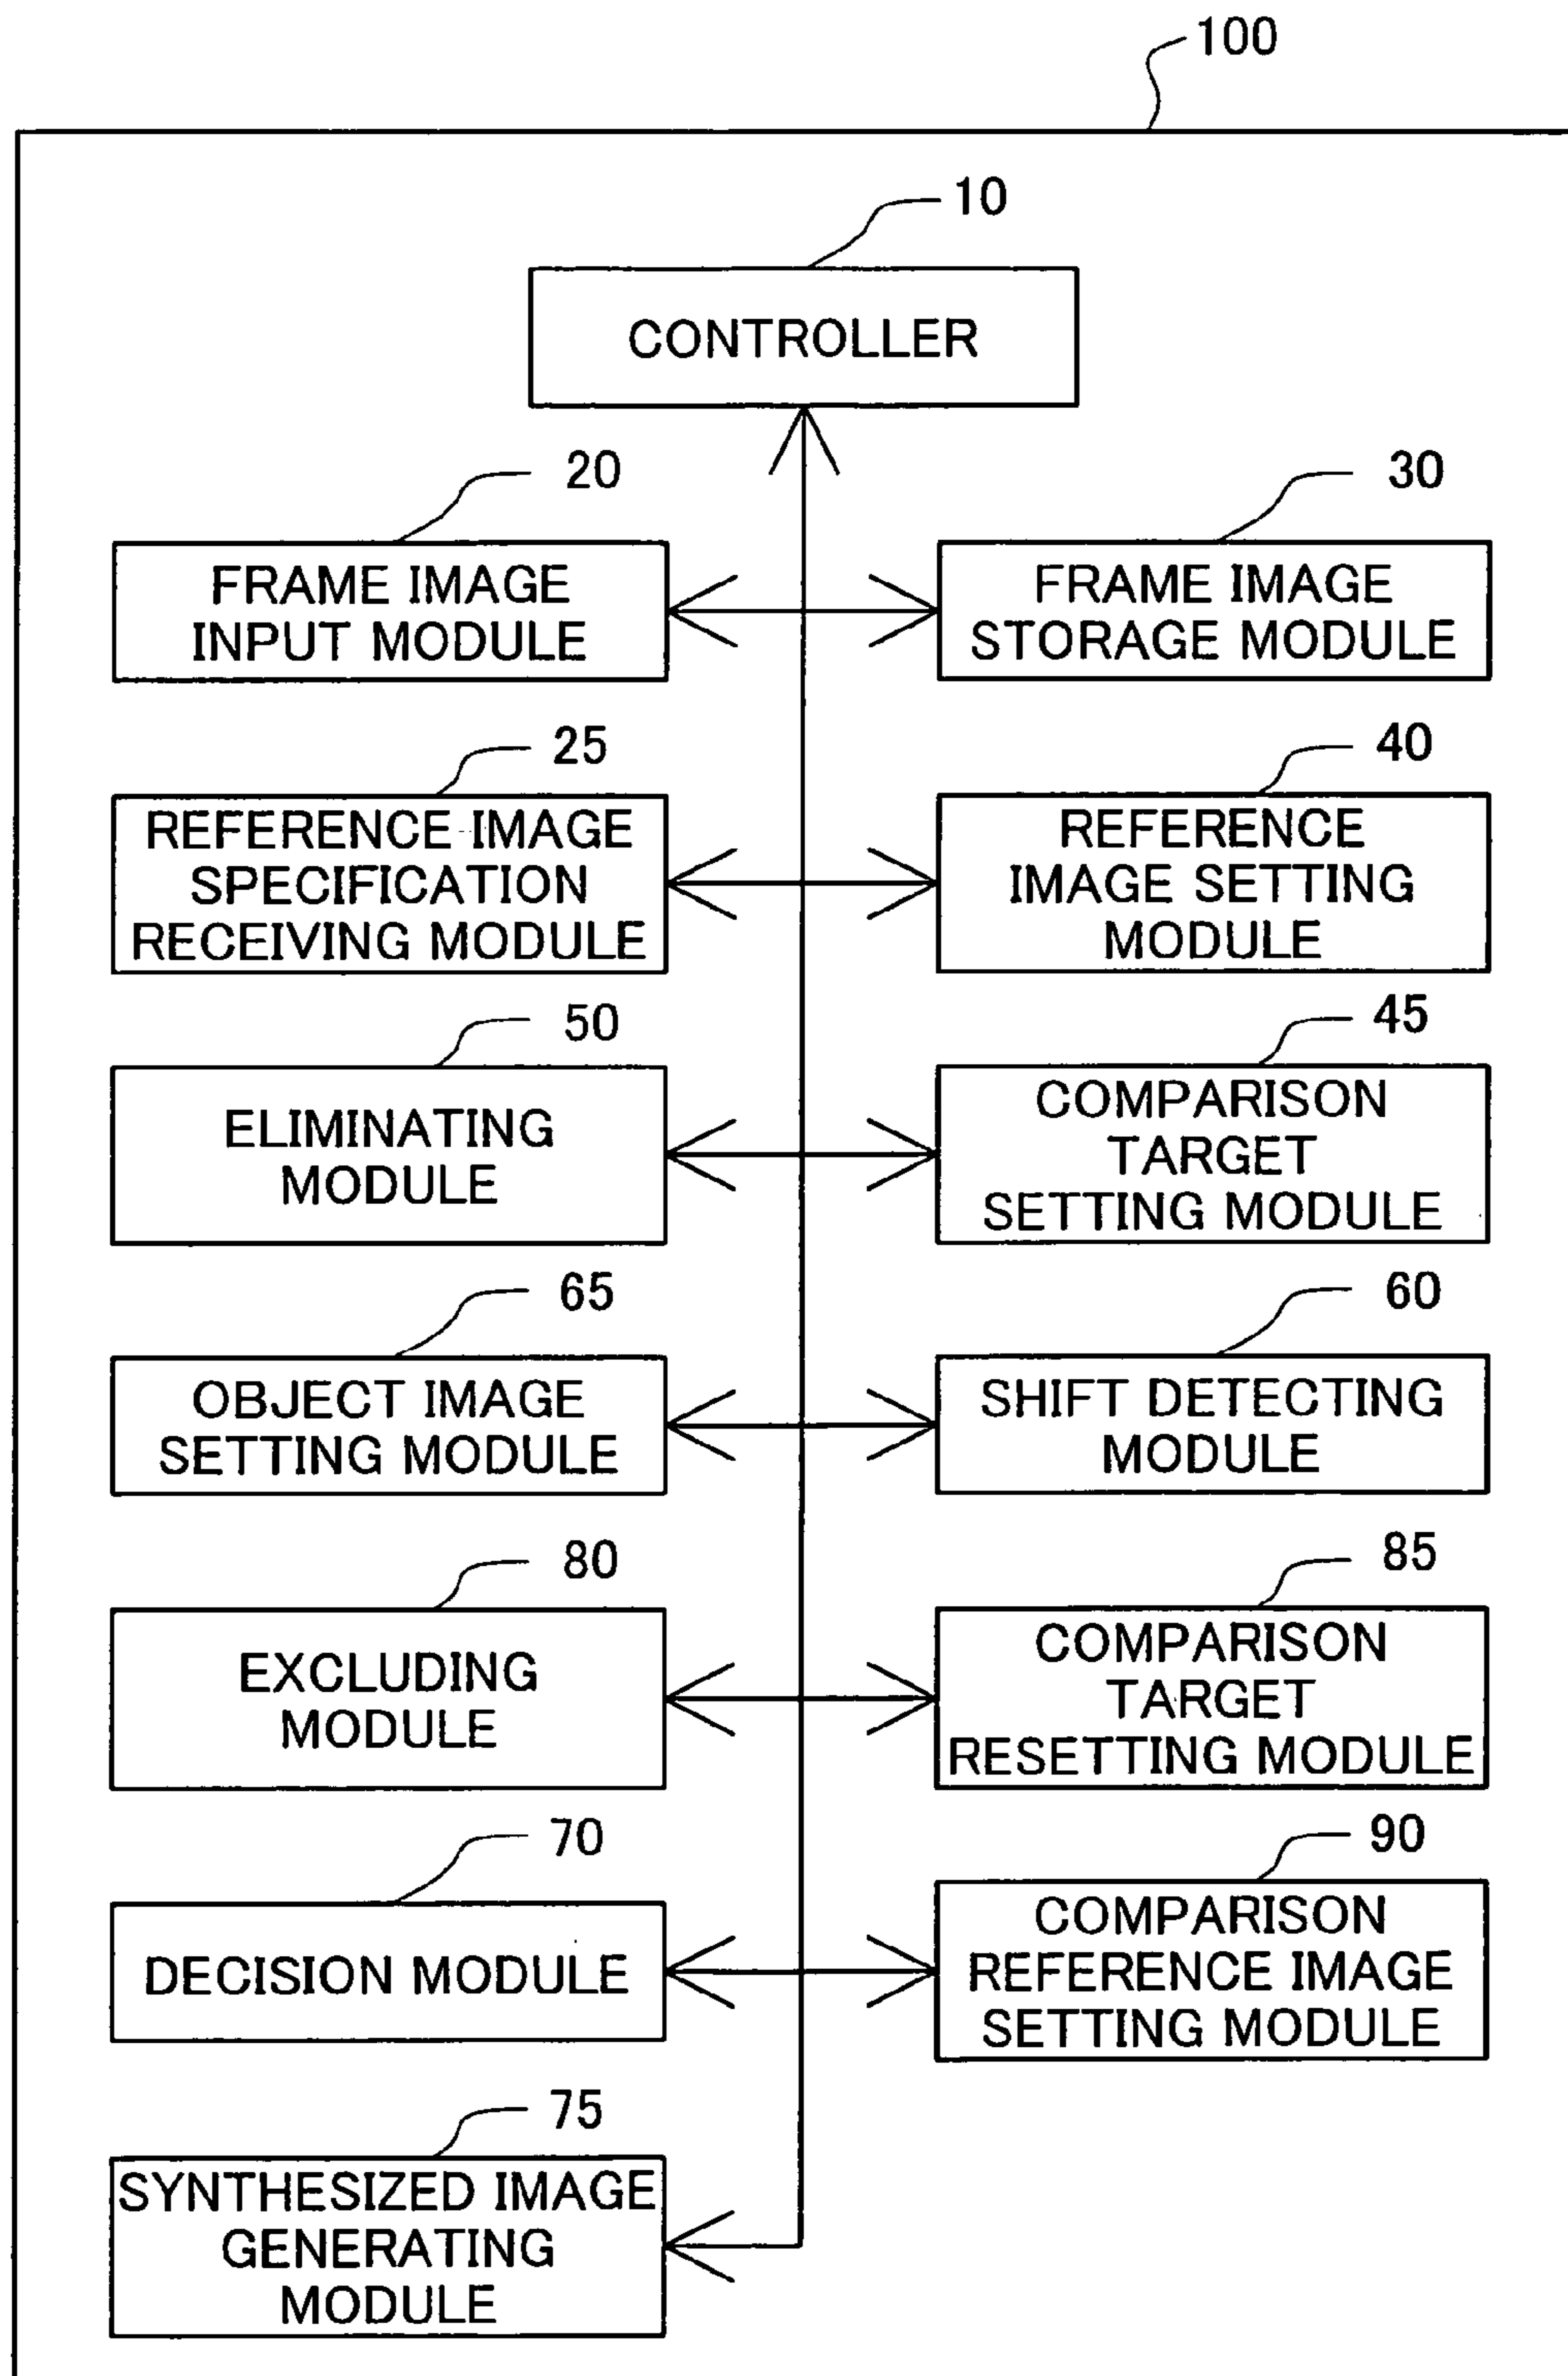 100
10
CONTROLLER
20
FRAME IMAGE
INPUT MODULE
30
FRAME IMAGE
STORAGE MODULE
25
REFERENCE IMAGE
SPECIFICATION
RECEIVING MODULE
40
REFERENCE
IMAGE SETTING
MODULE
50
ELIMINATING
MODULE
45
COMPARISON
TARGET
SETTING MODULE
65
OBJECT IMAGE
SETTING MODULE
60
SHIFT DETECTING
MODULE
80
EXCLUDING
MODULE
85
COMPARISON
TARGET
RESETTING MODULE
70
DECISION MODULE
90
COMPARISON
REFERENCE IMAGE
SETTING MODULE
75
SYNTHESIZED IMAGE
GENERATING
MODULE